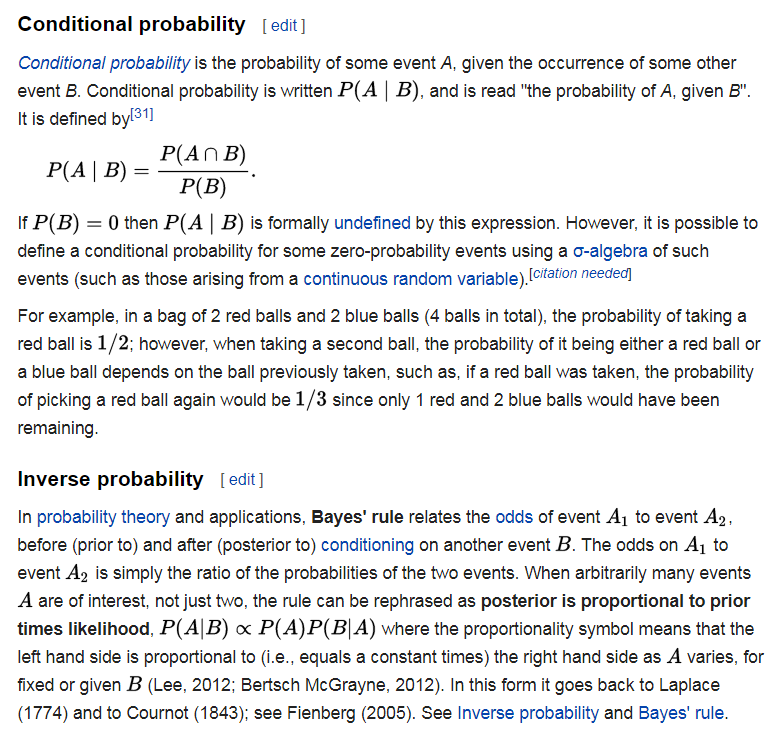 Conditional probability [ edit ]
Conditional probability is the probability of some event A, given the occurrence of some other
event B. Conditional probability is written P(A | B), and is read "the probability of A, given B".
It is defined by[31]
P(A | B) = P(A ∩ B) / P(B).
If P(B) = 0 then P(A | B) is formally undefined by this expression. However, it is possible to
define a conditional probability for some zero-probability events using a σ-algebra of such
events (such as those arising from a continuous random variable).[citation needed]
For example, in a bag of 2 red balls and 2 blue balls (4 balls in total), the probability of taking a
red ball is 1/2; however, when taking a second ball, the probability of it being either a red ball or
a blue ball depends on the ball previously taken, such as, if a red ball was taken, the probability
of picking a red ball again would be 1/3 since only 1 red and 2 blue balls would have been
remaining.
Inverse probability [ edit ]
In probability theory and applications, Bayes' rule relates the odds of event A₁ to event A₂,
before (prior to) and after (posterior to) conditioning on another event B. The odds on A₁ to
event A₂ is simply the ratio of the probabilities of the two events. When arbitrarily many events
A are of interest, not just two, the rule can be rephrased as posterior is proportional to prior
times likelihood, P(A|B) ∝ P(A)P(B|A) where the proportionality symbol means that the
left hand side is proportional to (i.e., equals a constant times) the right hand side as A varies, for
fixed or given B (Lee, 2012; Bertsch McGrayne, 2012). In this form it goes back to Laplace
(1774) and to Cournot (1843); see Fienberg (2005). See Inverse probability and Bayes' rule.